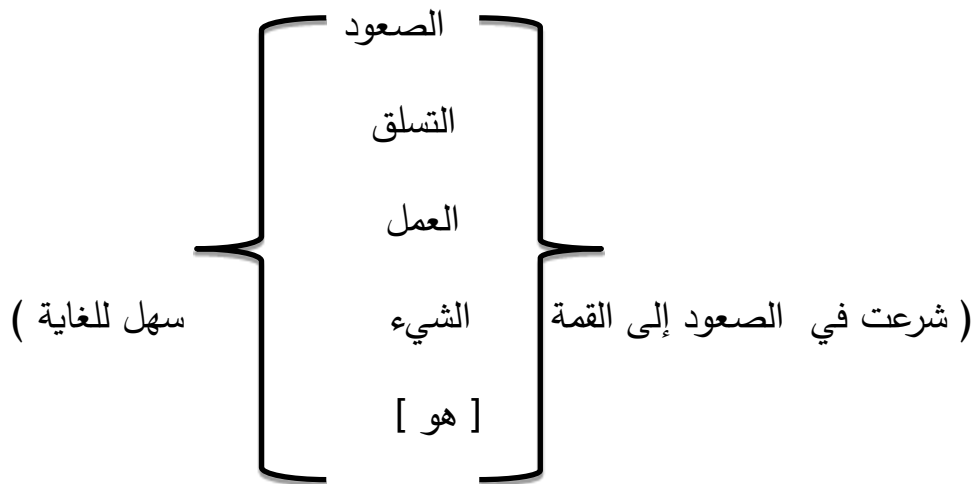 الصعود
التسلق
العمل
( شرعت في الصعود إلى القمة الشيء سهل للغاية )
[ هو ]